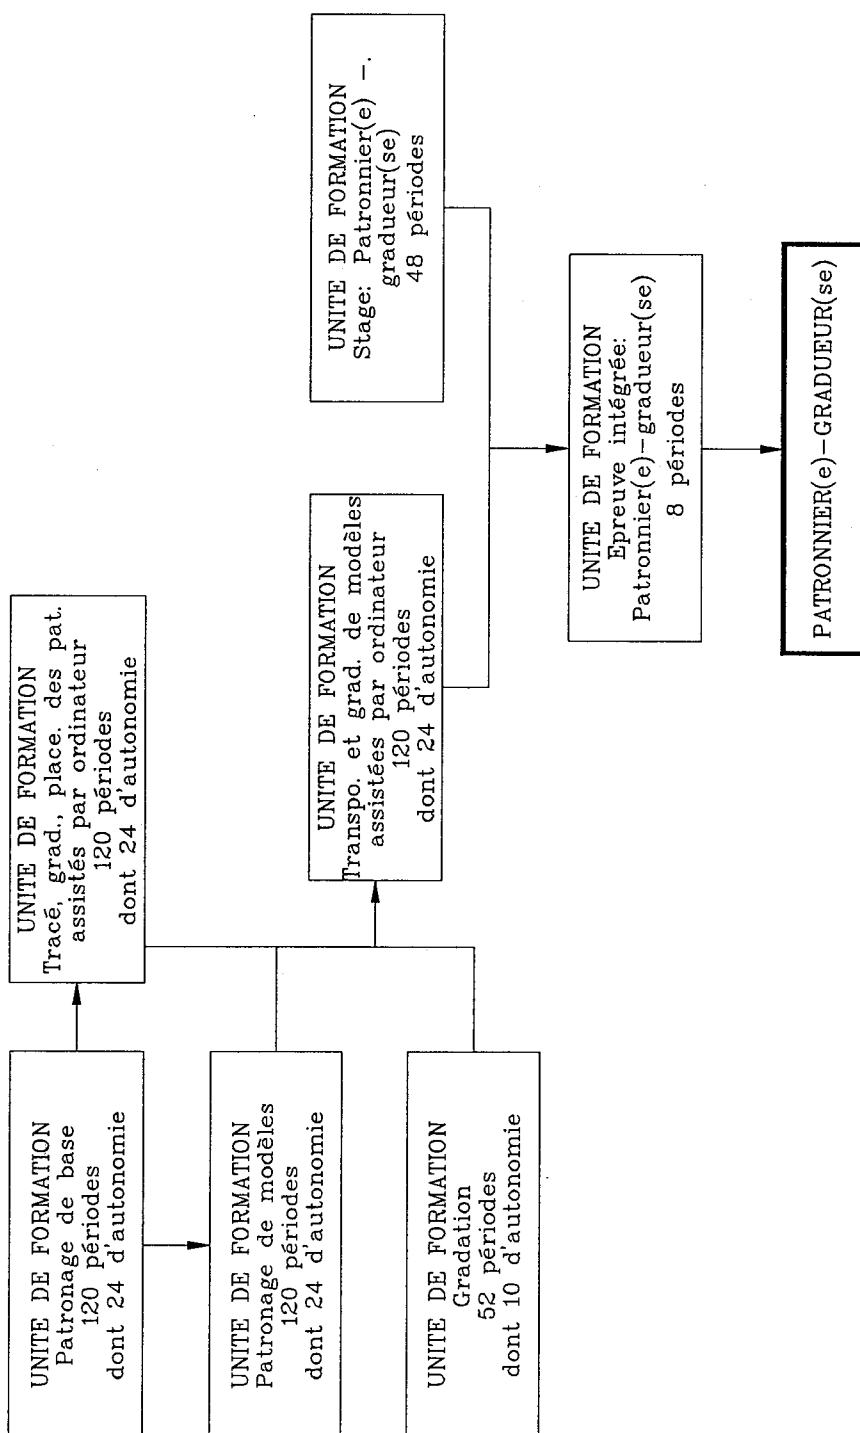 UNITE DE FORMATION
Patronage de base
120 périodes
dont 24 d'autonomie
UNITE DE FORMATION
Patronage de modèles
120 périodes
dont 24 d'autonomie
UNITE DE FORMATION
Gradation
52 périodes
dont 10 d'autonomie
UNITE DE FORMATION
Tracé, grad., place. des pat.
assistés par ordinateur
120 périodes
dont 24 d'autonomie
UNITE DE FORMATION
Transpo. et grad. de modèles
assistées par ordinateur
120 périodes
dont 24 d'autonomie
UNITE DE FORMATION
Stage: Patronnier(e) -.
gradueur(se)
48 périodes
UNITE DE FORMATION
Epreuve intégrée:
Patronnier(e)-gradueur(se)
8 périodes
PATRONNIER(e)-GRADUEUR(se)